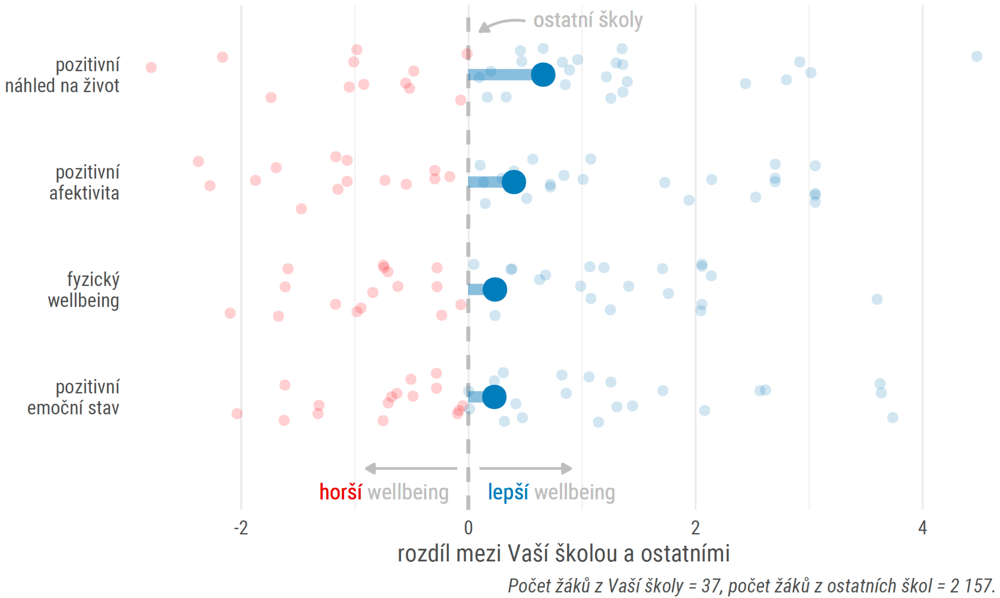 ostatní školy
pozitivní
náhled na život
pozitivní
afektivita
fyzický
wellbeing
pozitivní
emoční stav
horší wellbeing
lepší wellbeing
-2
0
2
4
rozdíl mezi Vaší školou a ostatními
Počet žáků z Vaší školy = 37, počet žáků z ostatních škol = 2 157.